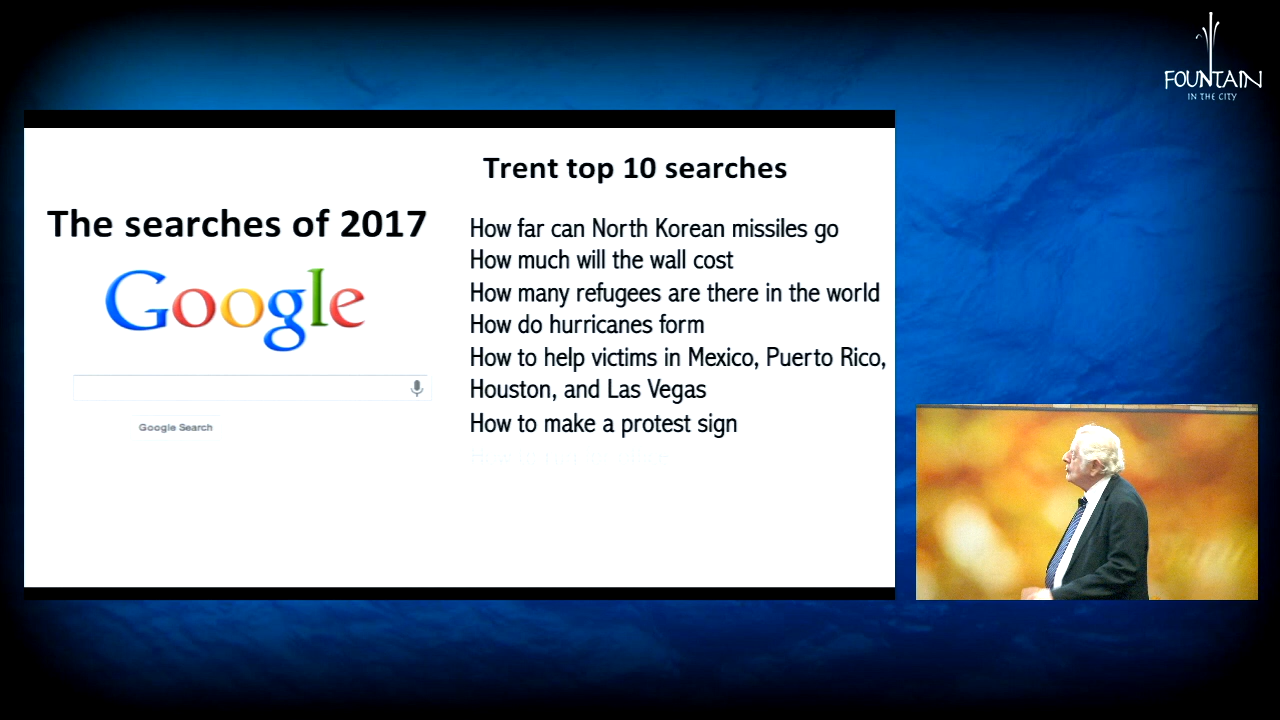 FOUNTAIN
IN THE CITY
Trent top 10 searches
The searches of 2017
Google
Google Search
How far can North Korean missiles go
How much will the wall cost
How many refugees are there in the world
How do hurricanes form
How to help victims in Mexico, Puerto Rico,
Houston, and Las Vegas
How to make a protest sign